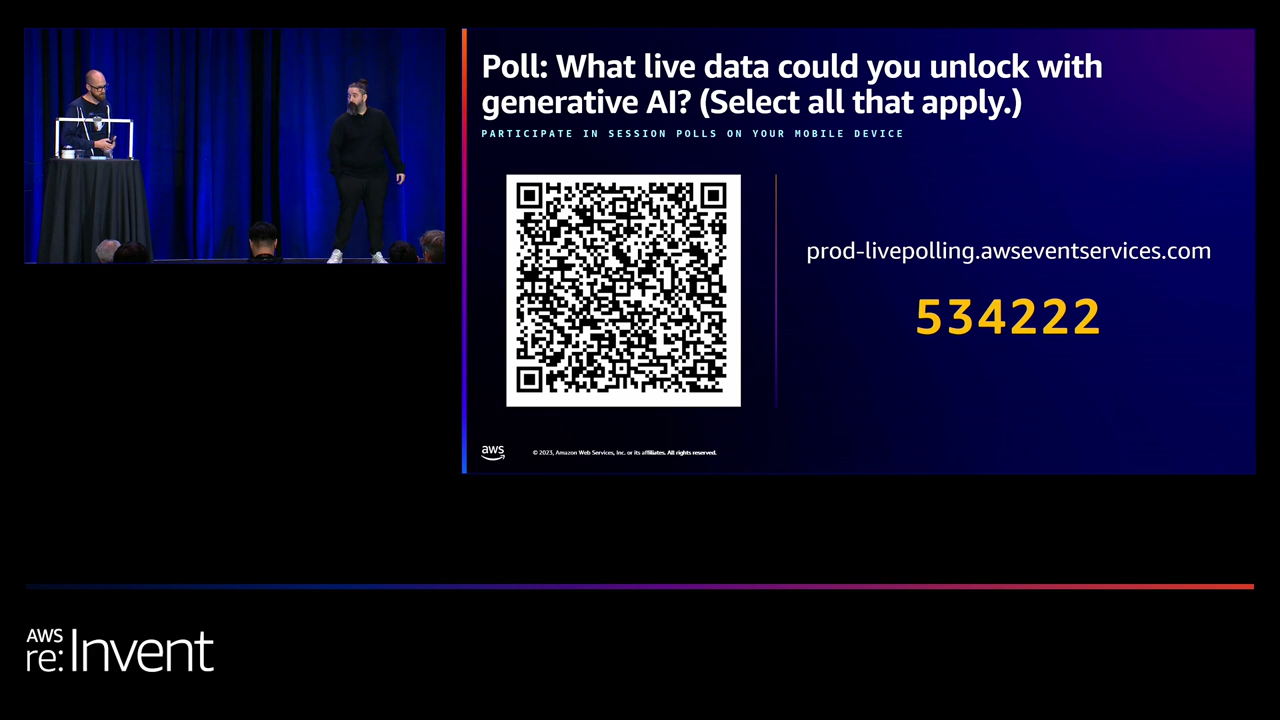 Poll: What live data could you unlock with
generative AI? (Select all that apply.)
PARTICIPATE IN SESSION POLLS ON YOUR MOBILE DEVICE
prod-livepolling.awseventservices.com
534222
aws
© 2023, Amazon Web Services, Inc. or its affiliates. All rights reserved.
AWS
re:Invent